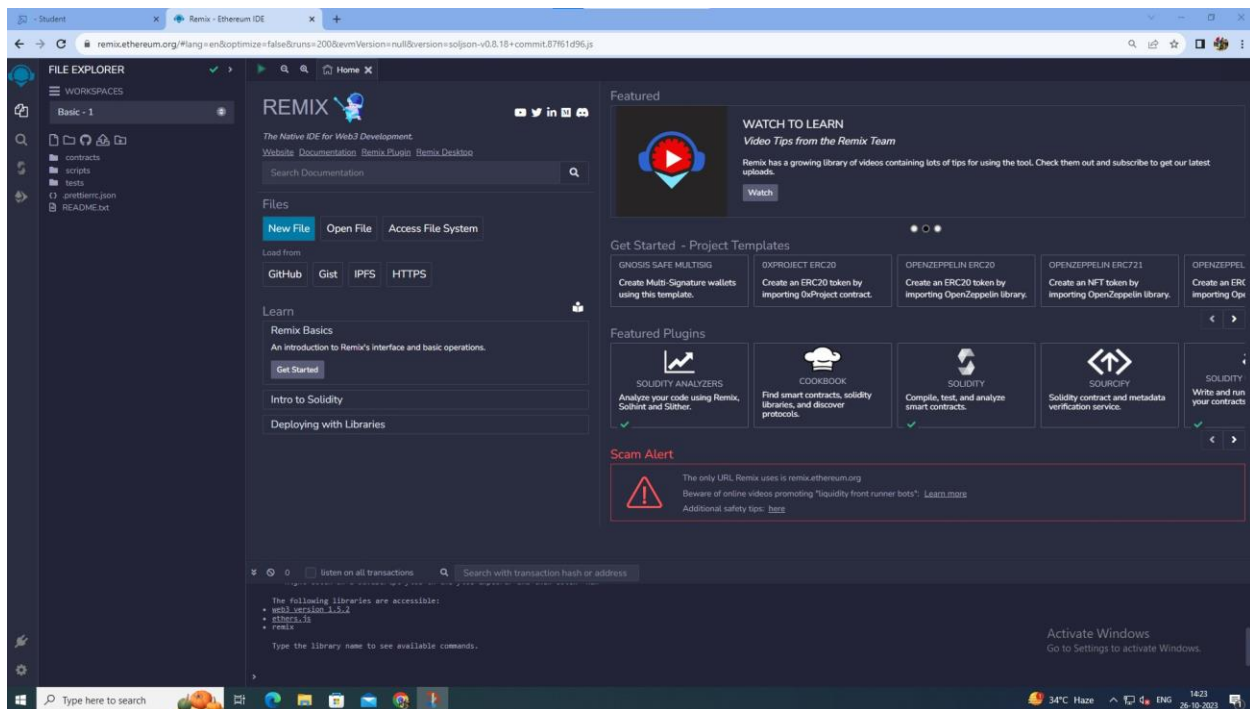 - Student
Remix - Ethereum IDE
remix.ethereum.org/#lang=en&optimize=false&runs=200&evmVersion=null&version=soljson-v0.8.18+commit.87f61d96.js
FILE EXPLORER
WORKSPACES
Basic - 1
contracts
scripts
tests
.prettierrc.json
README.txt
Home
REMIX
The Native IDE for Web3 Development.
Website Documentation Remix Plugin Remix Desktop
Search Documentation
Files
New File Open File Access File System
Load from
GitHub Gist IPFS HTTPS
Learn
Remix Basics
An introduction to Remix's interface and basic operations.
Get Started
Intro to Solidity
Deploying with Libraries
Featured
WATCH TO LEARN
Video Tips from the Remix Team
Remix has a growing library of videos containing lots of tips for using the tool. Check them out and subscribe to get our latest
uploads.
Watch
Get Started - Project Templates
GNOSIS SAFE MULTISIG
Create Multi-Signature wallets
using this template.
0XPROJECT ERC20
Create an ERC20 token by
importing 0xProject contract.
OPENZEPPELIN ERC20
Create an ERC20 token by
importing OpenZeppelin library.
OPENZEPPELIN ERC721
Create an NFT token by
importing OpenZeppelin library.
OPENZEPPEL
Create an ERC
importing Ope
Featured Plugins
SOLIDITY ANALYZERS
Analyze your code using Remix,
Solhint and Slither.
COOKBOOK
Find smart contracts, solidity
libraries, and discover
protocols.
SOLIDITY
Compile, test, and analyze
smart contracts.
SOURCIFY
Solidity contract and metadata
verification service.
SOLIDITY
Write and run
your contracts
Scam Alert
The only URL Remix uses is remix.ethereum.org
Beware of online videos promoting "liquidity front runner bots": Learn more
Additional safety tips: here
0 listen on all transactions Search with transaction hash or address
The following libraries are accessible:
web3 version 1.5.2
ethers.js
remix
Type the library name to see available commands.
>
Activate Windows
Go to Settings to activate Windows.
Type here to search
34°C Haze ENG
14:23
26-10-2023